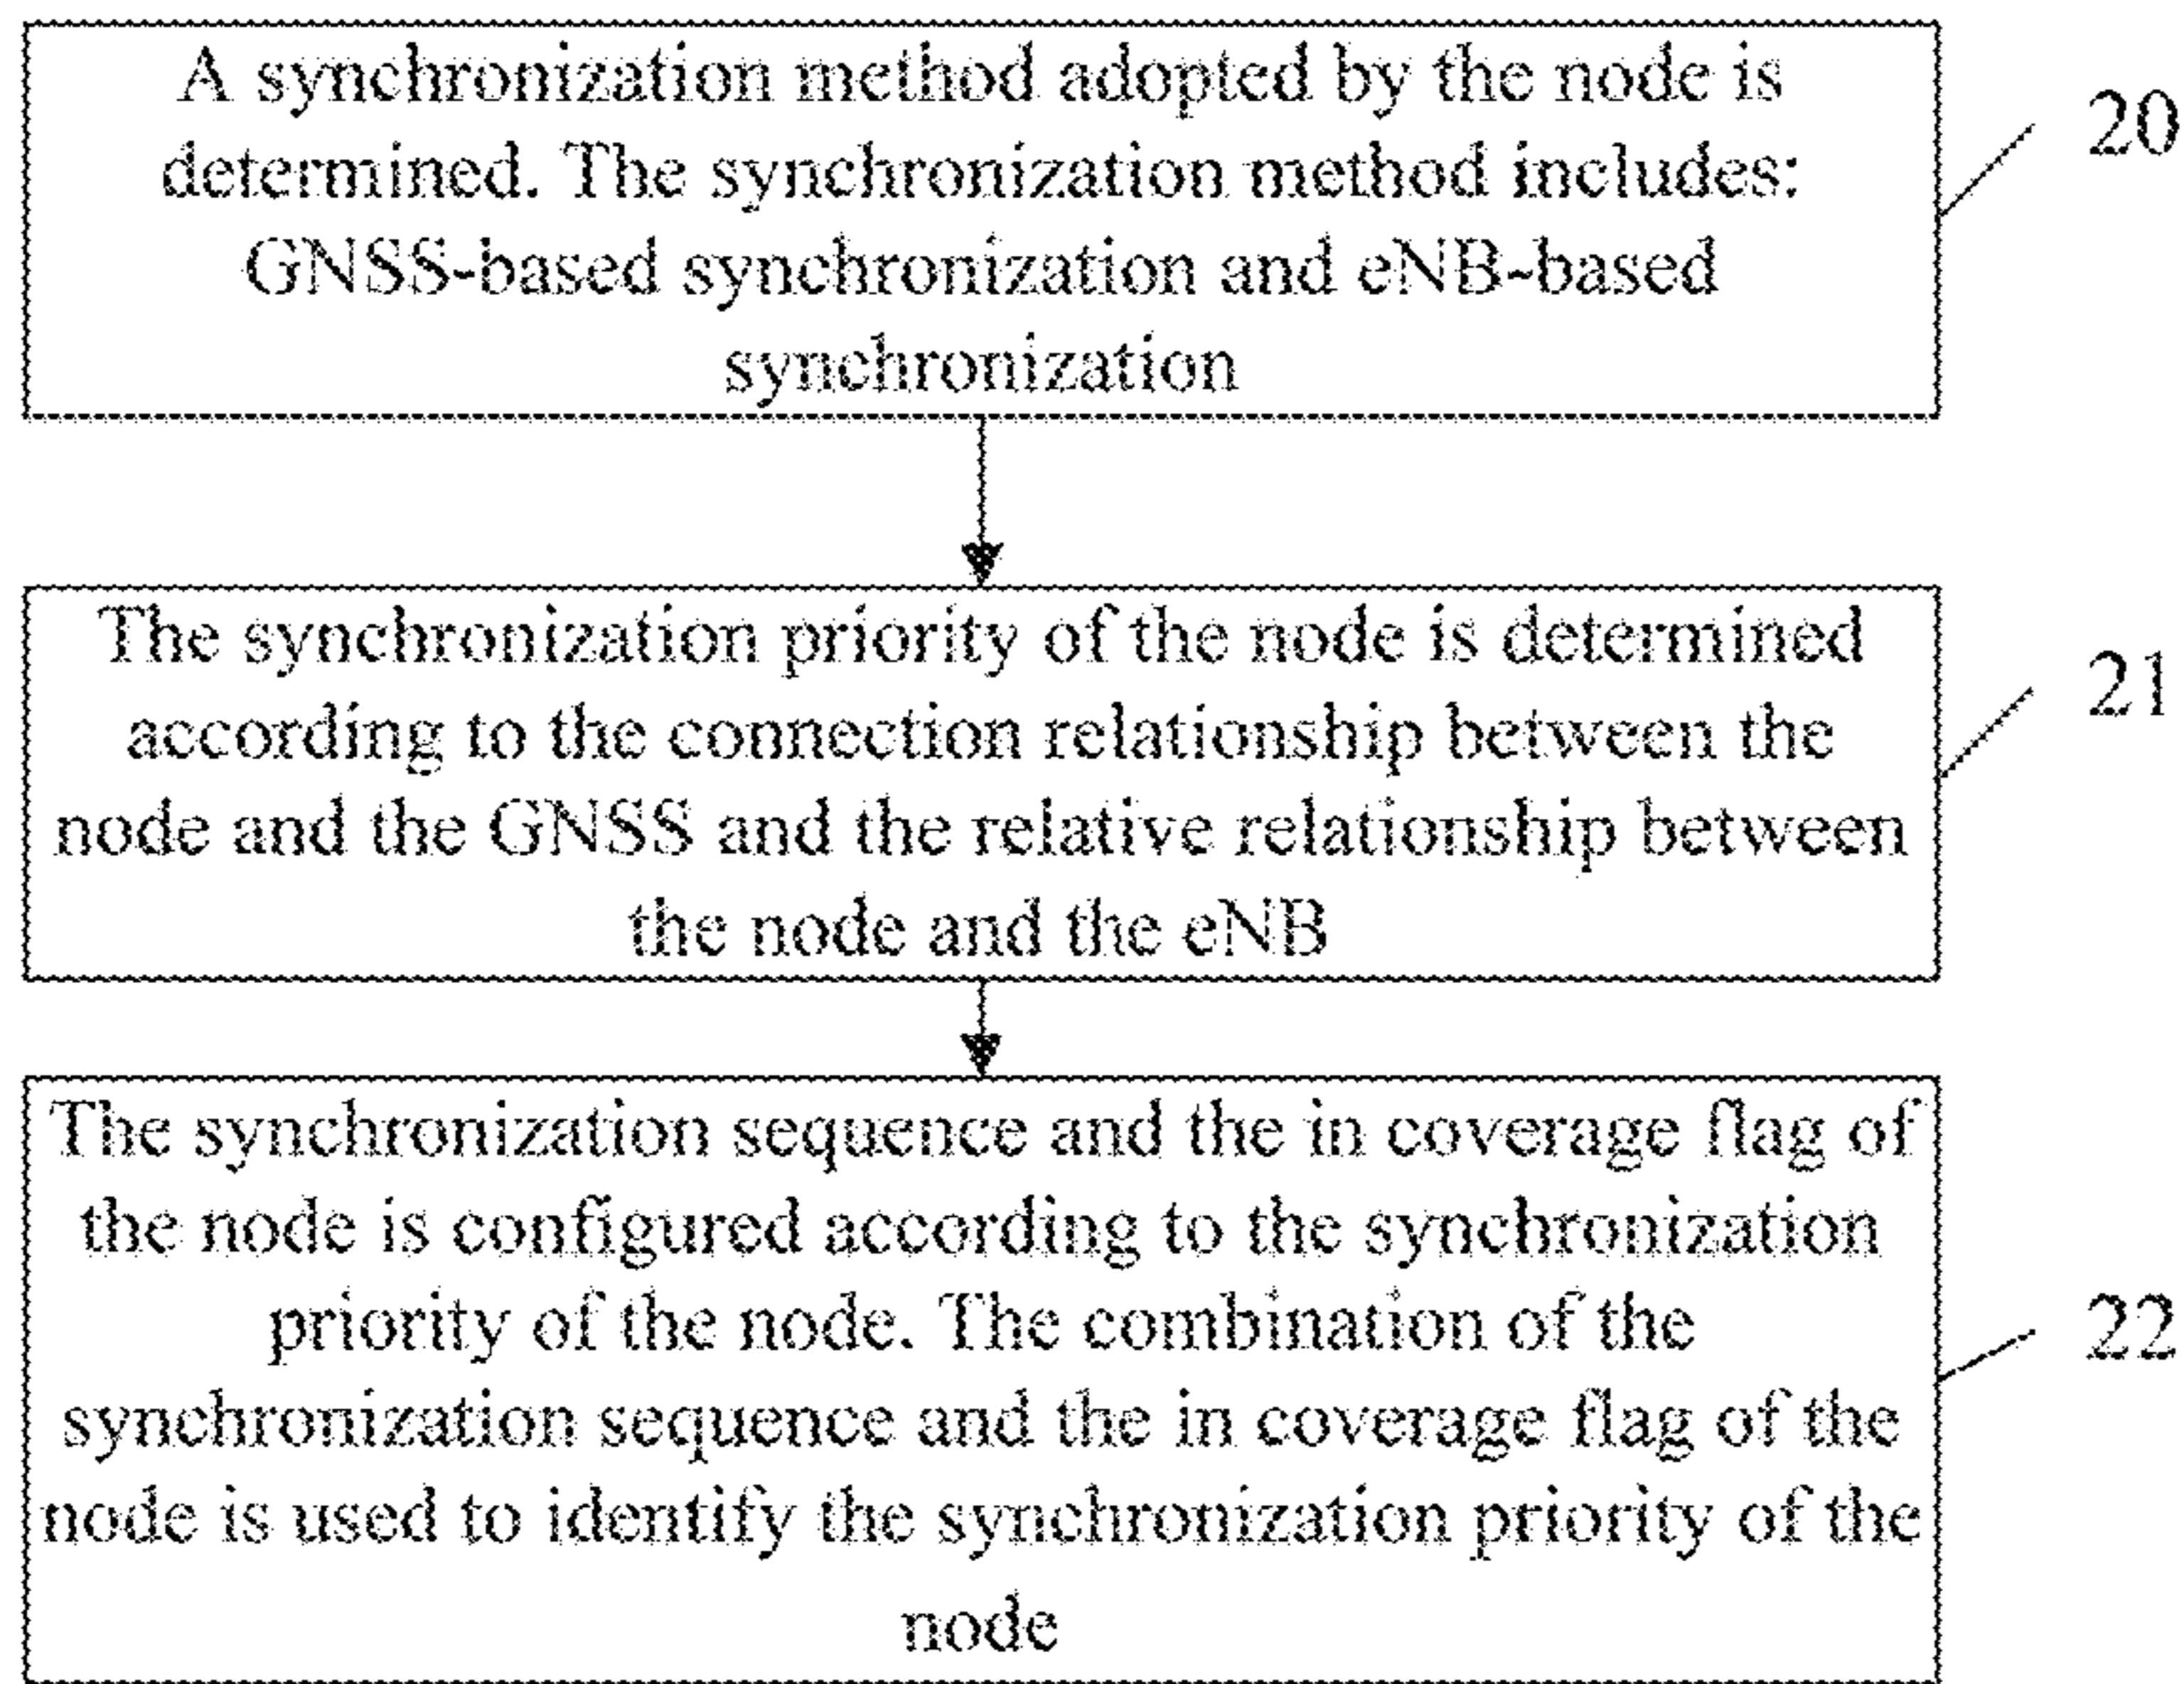 A synchronization method adopted by the node is
determined. The synchronization method includes:
GNSS-based synchronization and eNB-based
synchronization
20
The synchronization priority of the node is determined
according to the connection relationship between the
node and the GNSS and the relative relationship between
the node and the eNB
21
The synchronization sequence and the in coverage flag of
the node is configured according to the synchronization
priority of the node. The combination of the
synchronization sequence and the in coverage flag of the
node is used to identify the synchronization priority of the
node
22